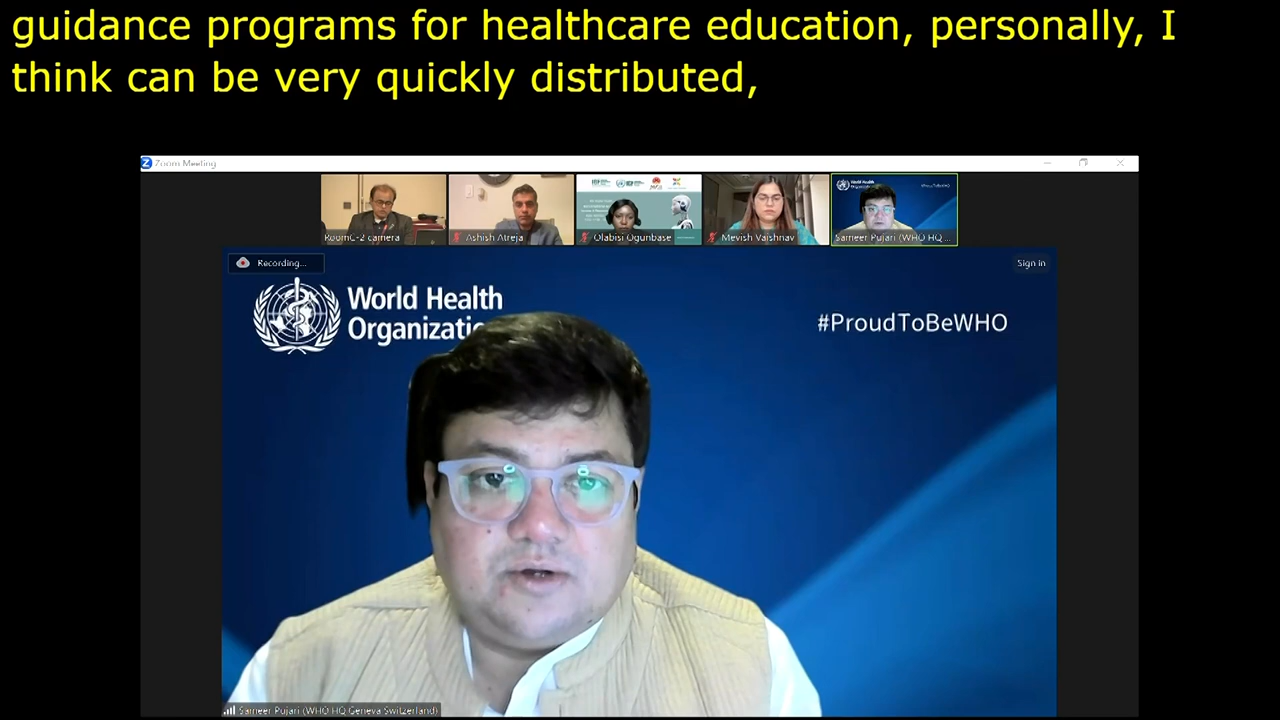 guidance programs for healthcare education, personally, I
think can be very quickly distributed,
Zoom Meeting
RoomC-2 camera
Ashish Atreja
Olabisi Ogunbase
Mevish Vaishnav
Sameer Pujari (WHO HQ ...
Recording...
Sign in
World Health
Organizatio
#ProudToBeWHO
Sameer Pujari (WHO HQ Geneva Switzerland)